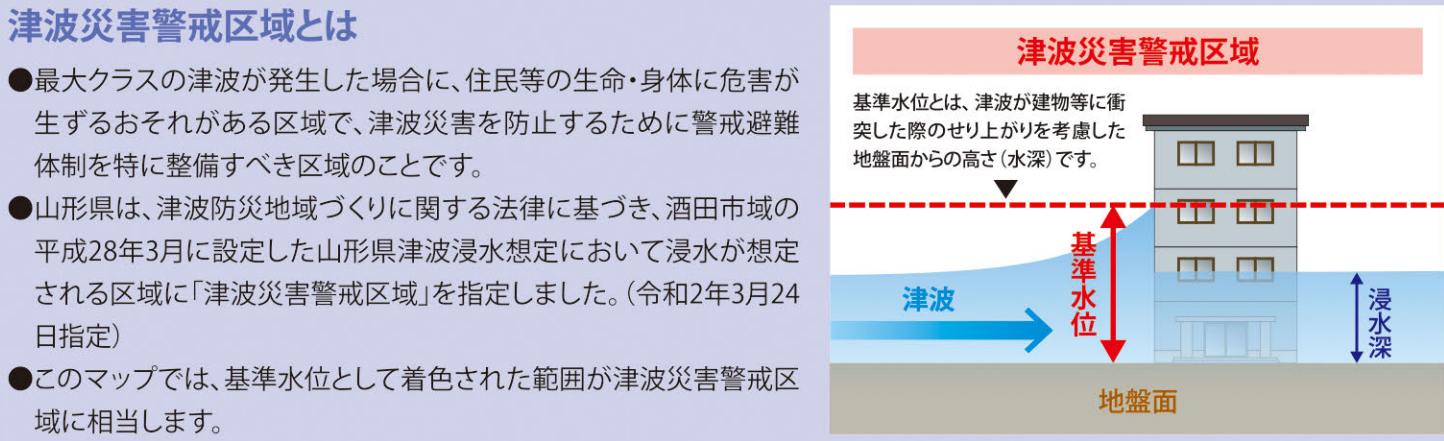 津波災害警戒区域とは
●最大クラスの津波が発生した場合に、住民等の生命・身体に危害が
生ずるおそれがある区域で、津波災害を防止するために警戒避難
体制を特に整備すべき区域のことです。
●山形県は、津波防災地域づくりに関する法律に基づき、酒田市域の
平成28年3月に設定した山形県津波浸水想定において浸水が想定
される区域に「津波災害警戒区域」を指定しました。(令和2年3月24
日指定)
●このマップでは、基準水位として着色された範囲が津波災害警戒区
域に相当します。
津波災害警戒区域
基準水位とは、津波が建物等に衝
突した際のせり上がりを考慮した
地盤面からの高さ(水深)です。
津波
基準水位
浸水深
地盤面